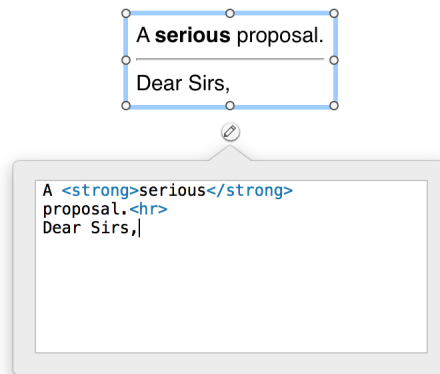 A serious proposal.
Dear Sirs,
A <strong>serious</strong>
proposal.<hr>
Dear Sirs,